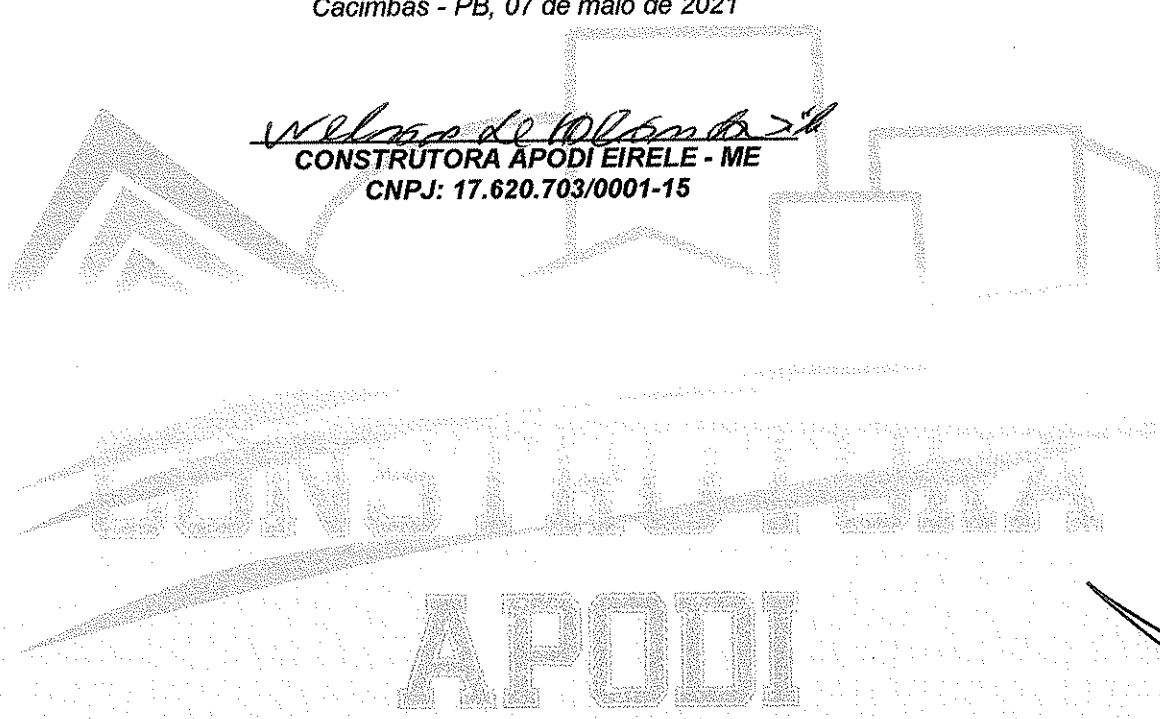 Cacimbas - PB, 07 de maio de 2021
CONSTRUTORA APODI EIRELE - ME
CNPJ: 17.620.703/0001-15
CONSTRUTORA
APODI